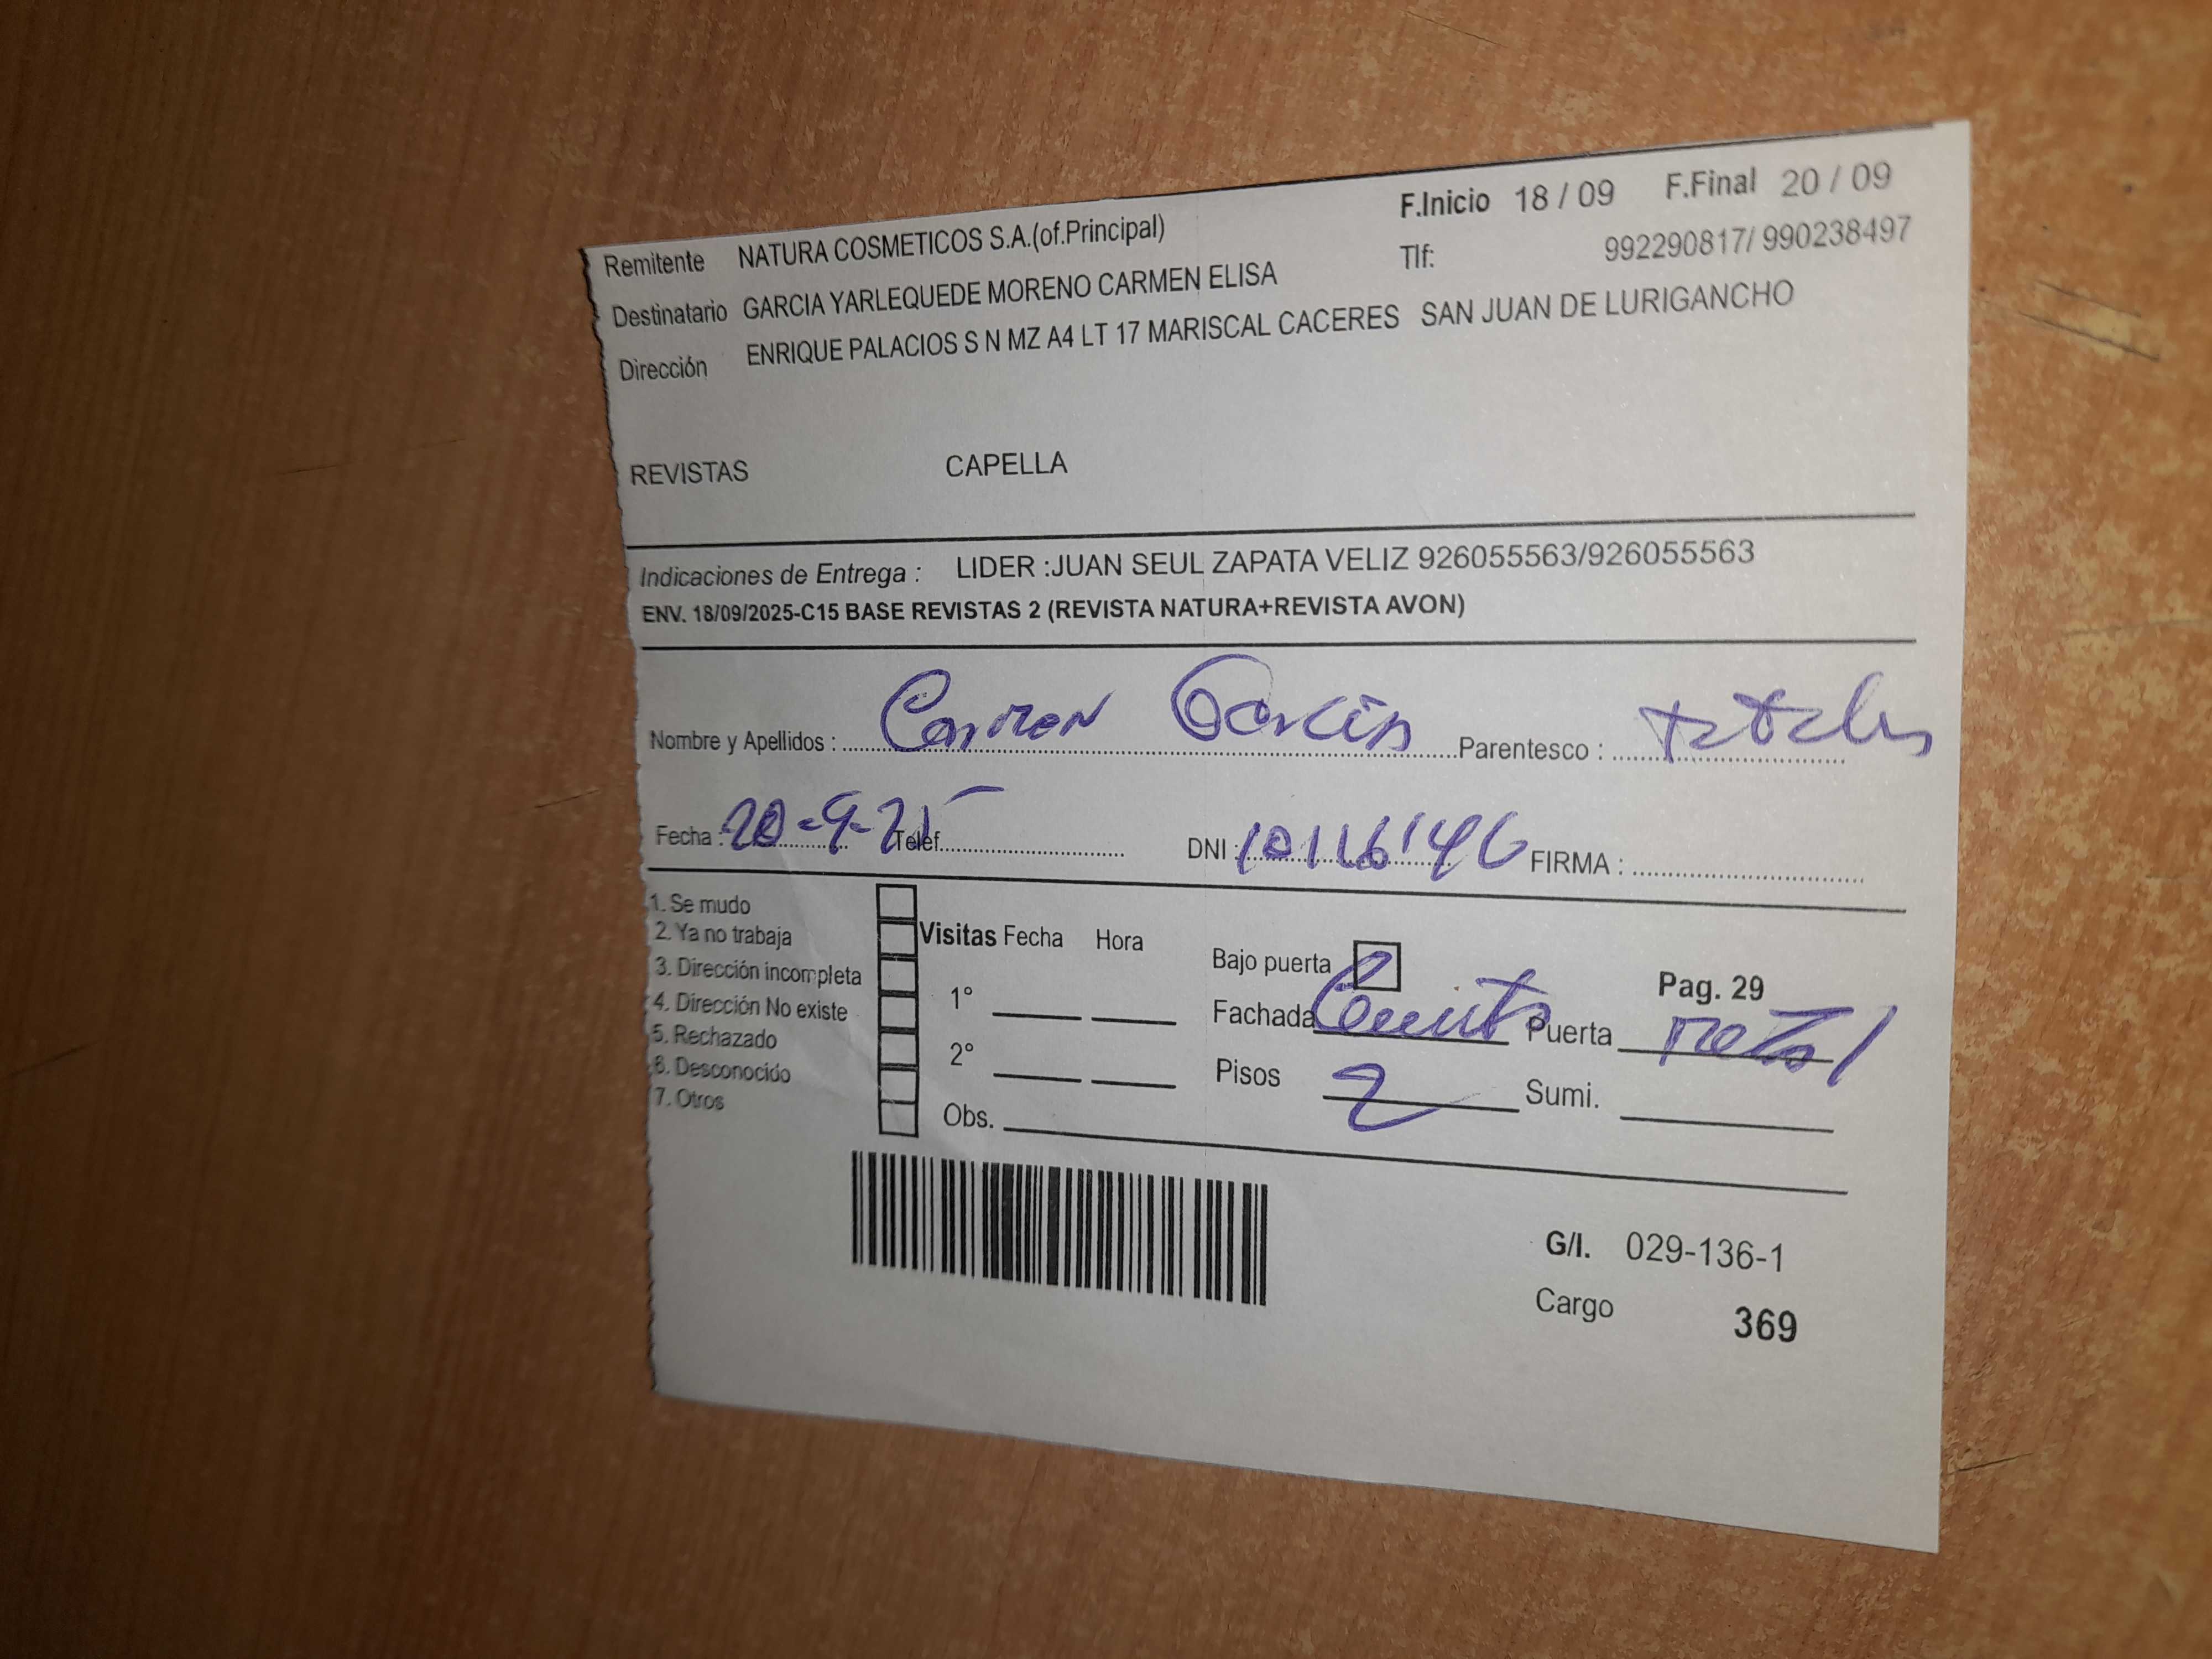 F.Inicio 18 / 09 F.Final 20 / 09
Remitente NATURA COSMETICOS S.A.(of.Principal) Tlf: 992290817/ 990238497
Destinatario GARCIA YARLEQUEDE MORENO CARMEN ELISA
Dirección ENRIQUE PALACIOS S N MZ A4 LT 17 MARISCAL CACERES SAN JUAN DE LURIGANCHO
REVISTAS CAPELLA
Indicaciones de Entrega : LIDER :JUAN SEUL ZAPATA VELIZ 926055563/926055563
ENV. 18/09/2025-C15 BASE REVISTAS 2 (REVISTA NATURA+REVISTA AVON)
Nombre y Apellidos : Carmen Garcia Parentesco :
Fecha : 20-9-25 Telef. DNI : 10116146 FIRMA :
1. Se mudo
2. Ya no trabaja
3. Dirección incompleta
4. Dirección No existe
5. Rechazado
6. Desconocido
7. Otros
Visitas Fecha Hora
1°
2°
Obs.
Bajo puerta Pag. 29
Fachada Puerta metal
Pisos 2 Sumi.
G/I. 029-136-1
Cargo 369